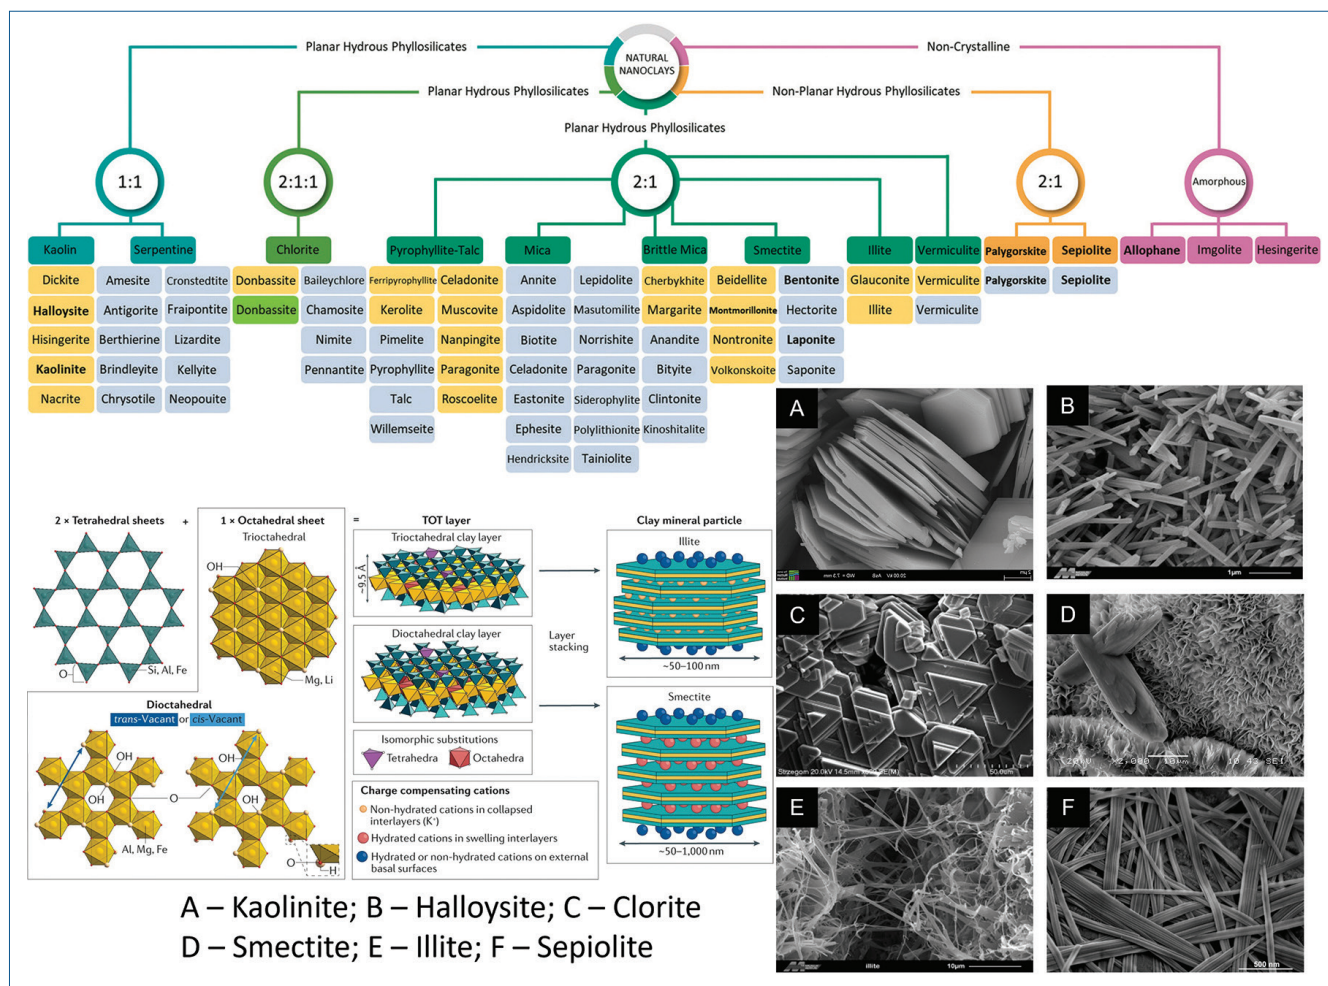 Planar Hydrous Phyllosilicates
NATURAL
NANOCLAYS
Non-Crystalline
Planar Hydrous Phyllosilicates
Non-Planar Hydrous Phyllosilicates
Planar Hydrous Phyllosilicates
1:1
2:1:1
2:1
2:1
Amorphous
Kaolin
Serpentine
Chlorite
Pyrophyllite-Talc
Mica
Brittle Mica
Smectite
Illite
Vermiculite
Palygorskite
Sepiolite
Allophane
Imgolite
Hesingerite
Dickite
Amesite
Cronstedtite
Donbassite
Baileychlore
Ferripyrophyllite
Celadonite
Annite
Lepidolite
Cherbykhite
Beidellite
Bentonite
Glauconite
Vermiculite
Palygorskite
Sepiolite
Halloysite
Antigorite
Fraipontite
Donbassite
Chamosite
Kerolite
Muscovite
Aspidolite
Masutomilite
Margarite
Montmorillonite
Hectorite
Illite
Vermiculite
Hisingerite
Berthierine
Lizardite
Nimite
Pimelite
Nanpingite
Biotite
Norrishite
Anandite
Nontronite
Laponite
Kaolinite
Brindleyite
Kellyite
Pennantite
Pyrophyllite
Paragonite
Celadonite
Paragonite
Bityite
Volkonskoite
Saponite
Nacrite
Chrysotile
Neopouite
Talc
Roscoelite
Eastonite
Siderophylite
Clintonite
Willemseite
Ephesite
Polylithionite
Kinoshitalite
Hendricksite
Tainiolite
2 × Tetrahedral sheets
+
1 × Octahedral sheet
=
TOT layer
Clay mineral particle
Trioctahedral
Trioctahedral clay layer
Illite
OH
~9.5 Å
Dioctahedral clay layer
Layer
stacking
~50–100 nm
O
Si, Al, Fe
Mg, Li
Smectite
Dioctahedral
trans-Vacant or cis-Vacant
Isomorphic substitutions
Tetrahedra
Octahedra
OH
OH
OH
O
OH
Al, Mg, Fe
O
H
Charge compensating cations
Non-hydrated cations in collapsed
interlayers (K⁺)
Hydrated cations in swelling interlayers
Hydrated or non-hydrated cations on external
basal surfaces
~50–1,000 nm
A – Kaolinite; B – Halloysite; C – Clorite
D – Smectite; E – Illite; F – Sepiolite
A
B
1µm
C
50.0um
D
10µm
E
illite
10µm
F
500 nm